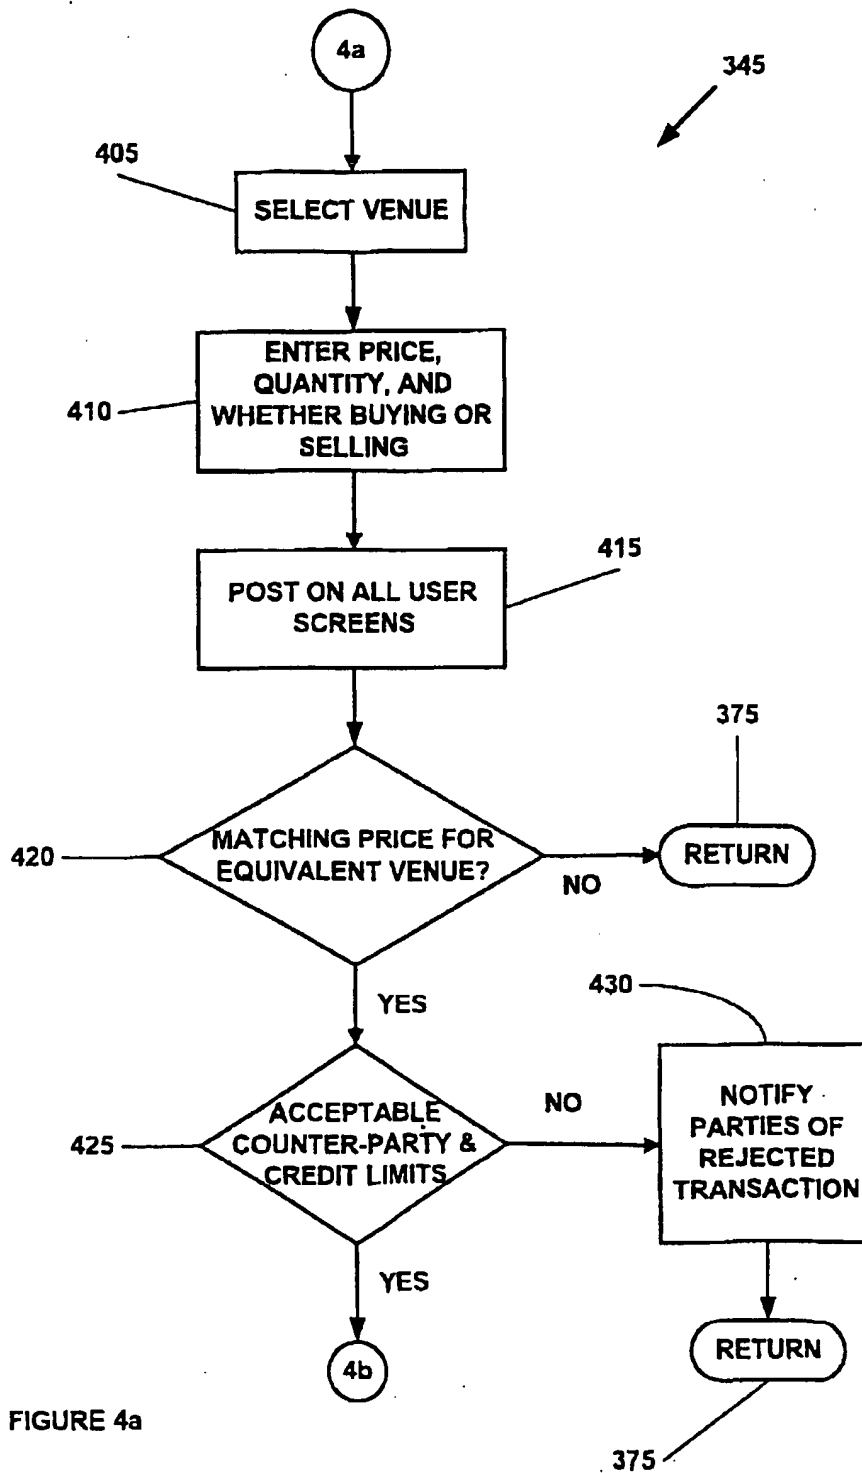 4a
345
405
SELECT VENUE
ENTER PRICE,
QUANTITY, AND
WHETHER BUYING OR
SELLING
410
415
POST ON ALL USER
SCREENS
375
MATCHING PRICE FOR
EQUIVALENT VENUE?
420
RETURN
NO
YES
430
ACCEPTABLE
COUNTER-PARTY &
CREDIT LIMITS
425
NO
NOTIFY
PARTIES OF
REJECTED
TRANSACTION
YES
4b
RETURN
FIGURE 4a
375